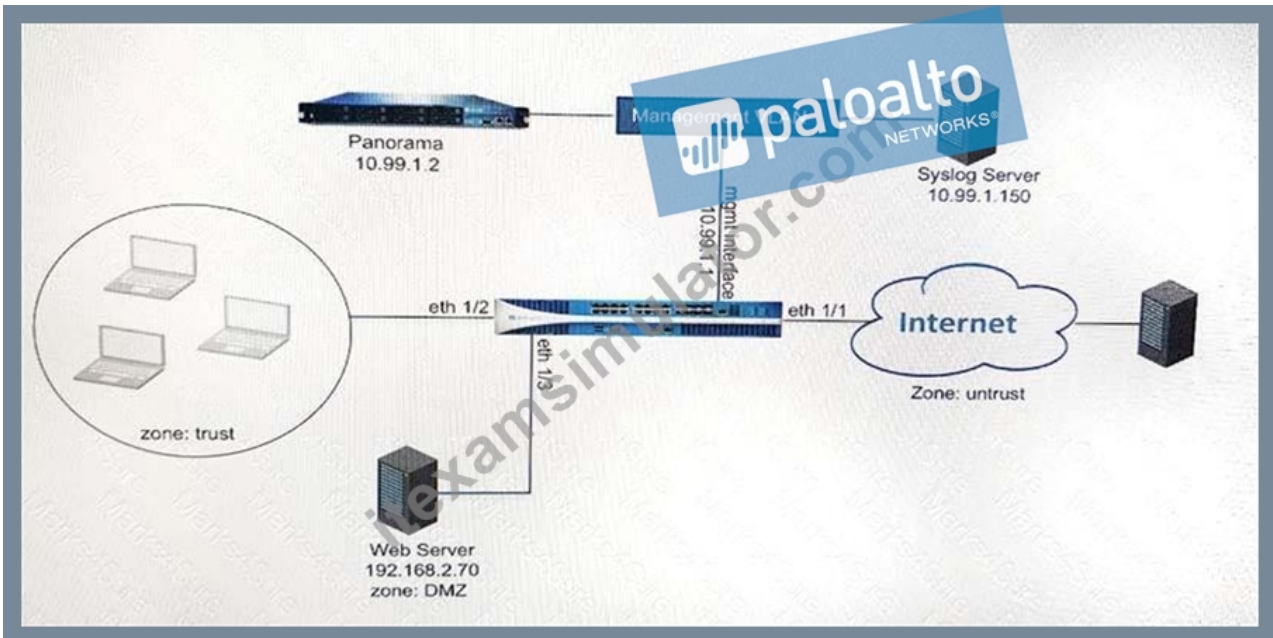 paloalto
NETWORKS®
Management
Panorama
10.99.1.2
Syslog Server
10.99.1.150
mgmt interface
10.99.1.1
eth 1/2
eth 1/1
eth 1/3
Internet
Zone: untrust
zone: trust
Web Server
192.168.2.70
zone: DMZ
itexamsimulator.com